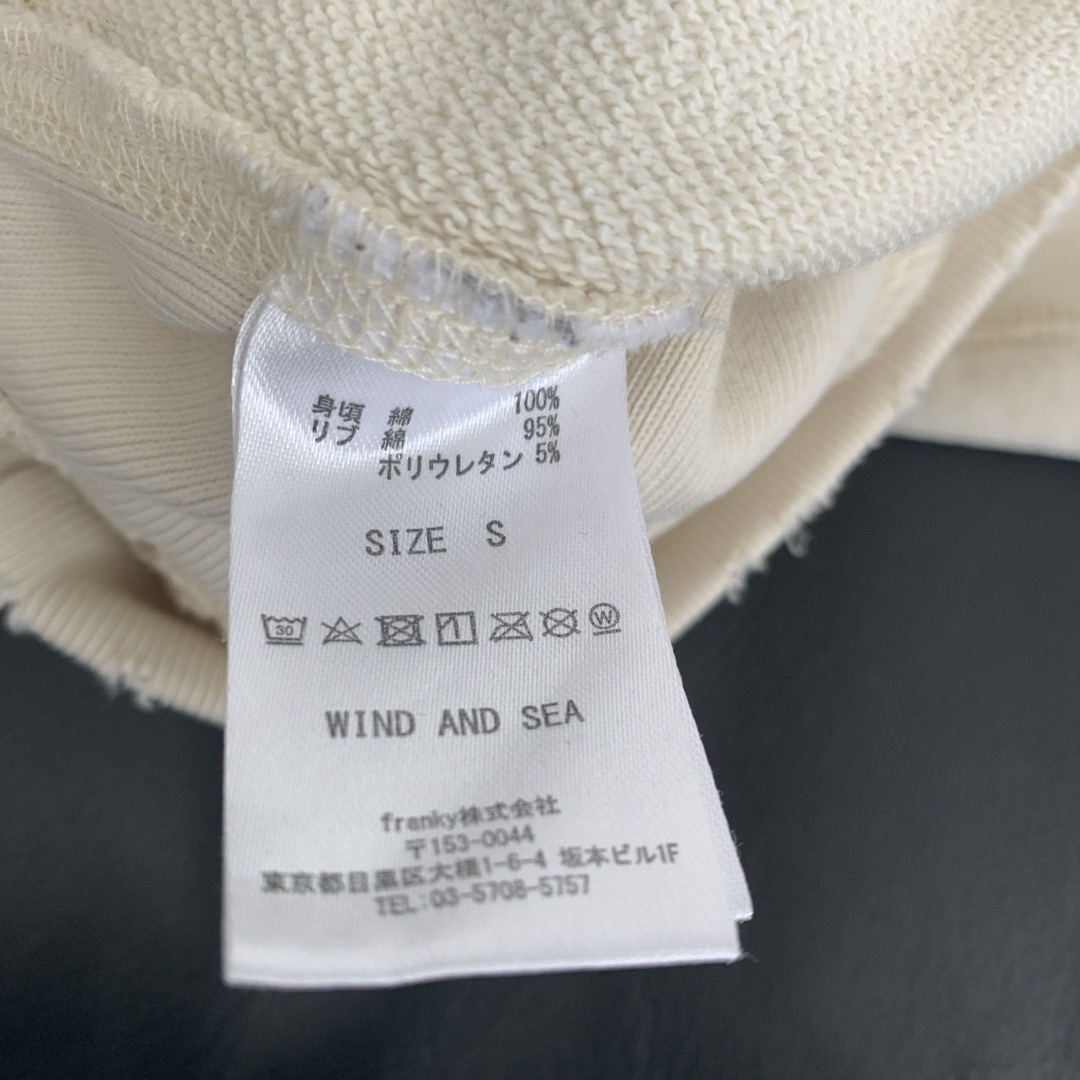 身頃 綿 100%
リブ 綿 95%
ポリウレタン 5%
SIZE S
30 W
WIND AND SEA
franky株式会社
〒153-0044
東京都目黒区大橋1-6-4 坂本ビル1F
TEL:03-5708-5757